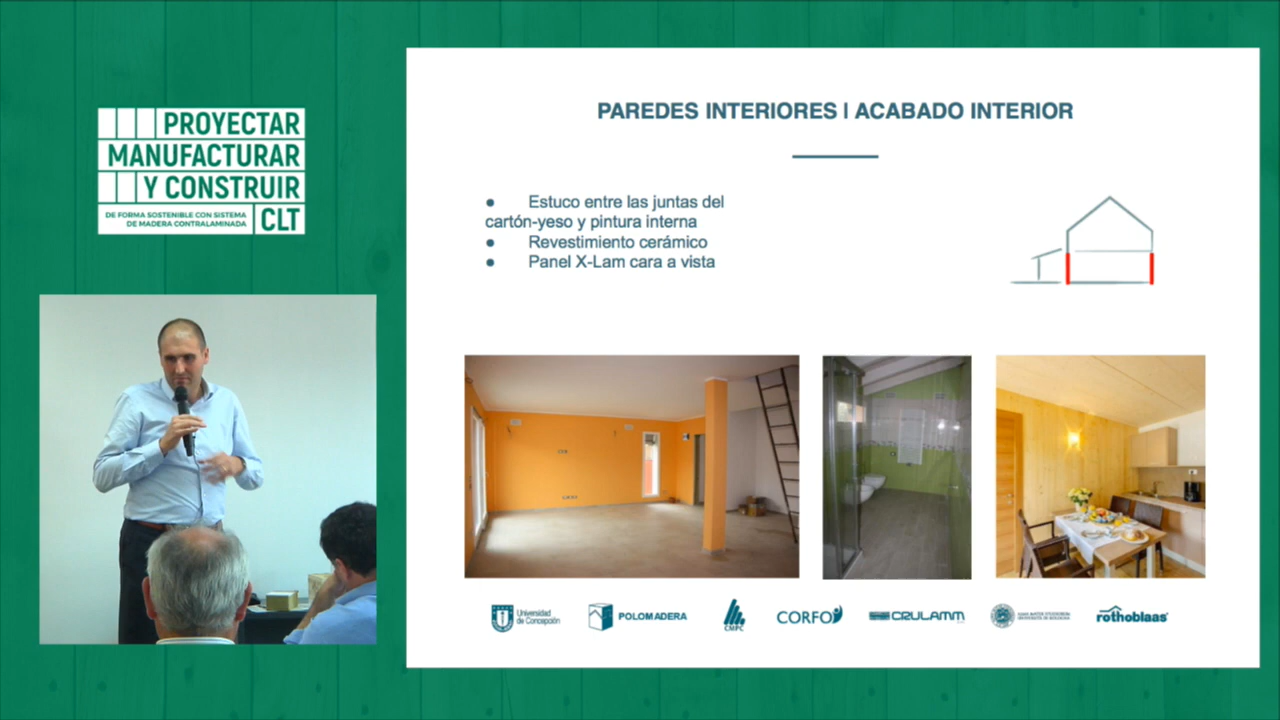 PROYECTAR
MANUFACTURAR
Y CONSTRUIR
DE FORMA SOSTENIBLE CON SISTEMA
DE MADERA CONTRALAMINADA
CLT
PAREDES INTERIORES | ACABADO INTERIOR
● Estuco entre las juntas del
cartón-yeso y pintura interna
● Revestimiento cerámico
● Panel X-Lam cara a vista
Universidad
de Concepción
POLOMADERA
CMPC
CORFO
CRULAMM
rothoblaas